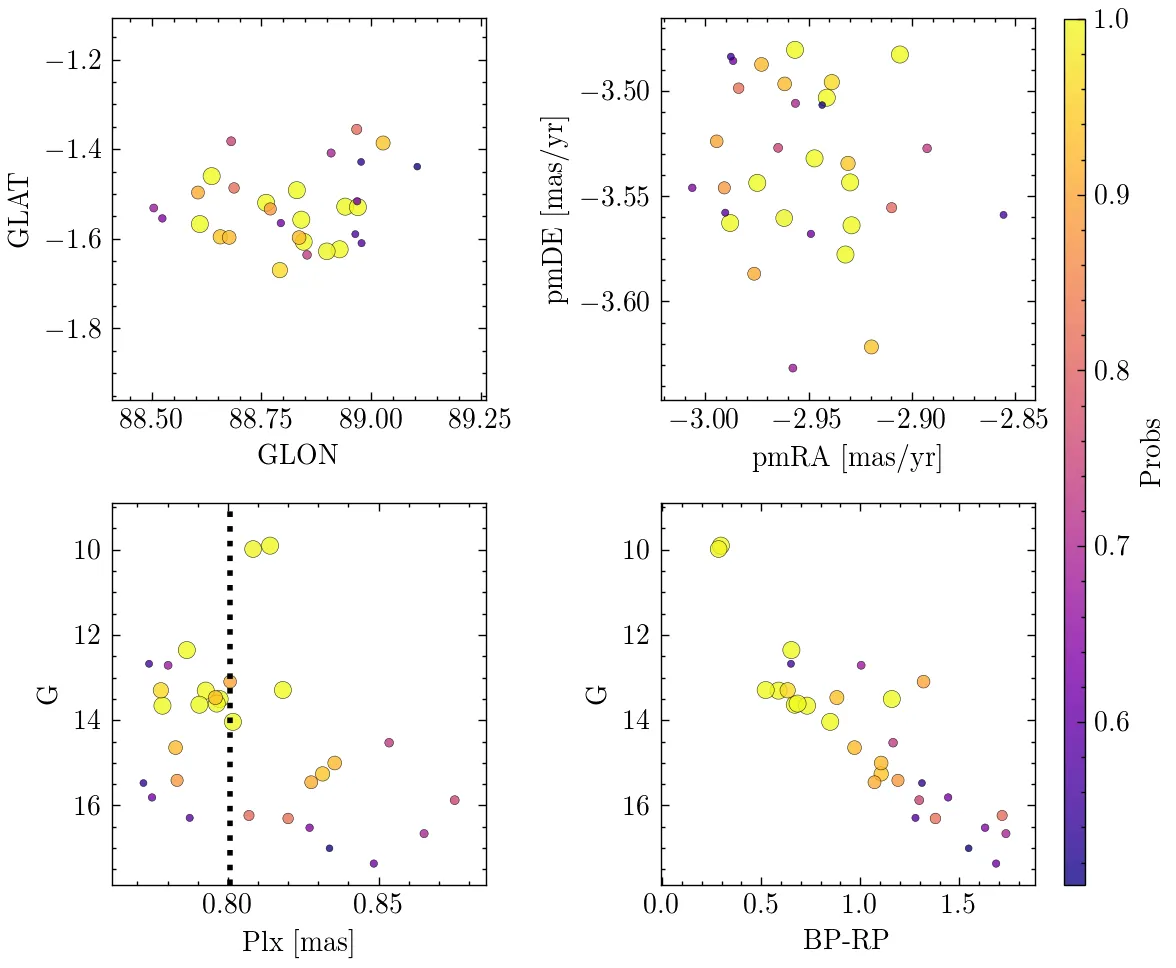 −1.2
−1.4
−1.6
−1.8
GLAT
88.50 88.75 89.00 89.25
GLON
−3.50
−3.55
−3.60
pmDE [mas/yr]
−3.00 −2.95 −2.90 −2.85
pmRA [mas/yr]
10
12
14
16
G
0.80 0.85
Plx [mas]
10
12
14
16
G
0.0 0.5 1.0 1.5
BP-RP
1.0
0.9
0.8
0.7
0.6
Probs